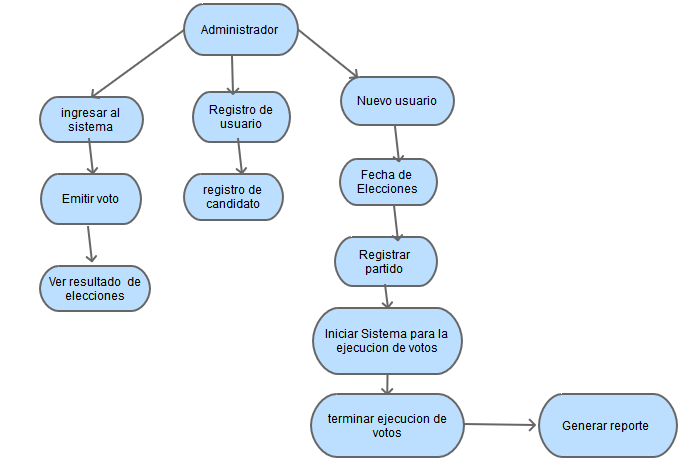 Administrador
ingresar al
sistema
Registro de
usuario
Nuevo usuario
Emitir voto
registro de
candidato
Fecha de
Elecciones
Ver resultado de
elecciones
Registrar
partido
Iniciar Sistema para la
ejecucion de votos
terminar ejecucion de
votos
Generar reporte